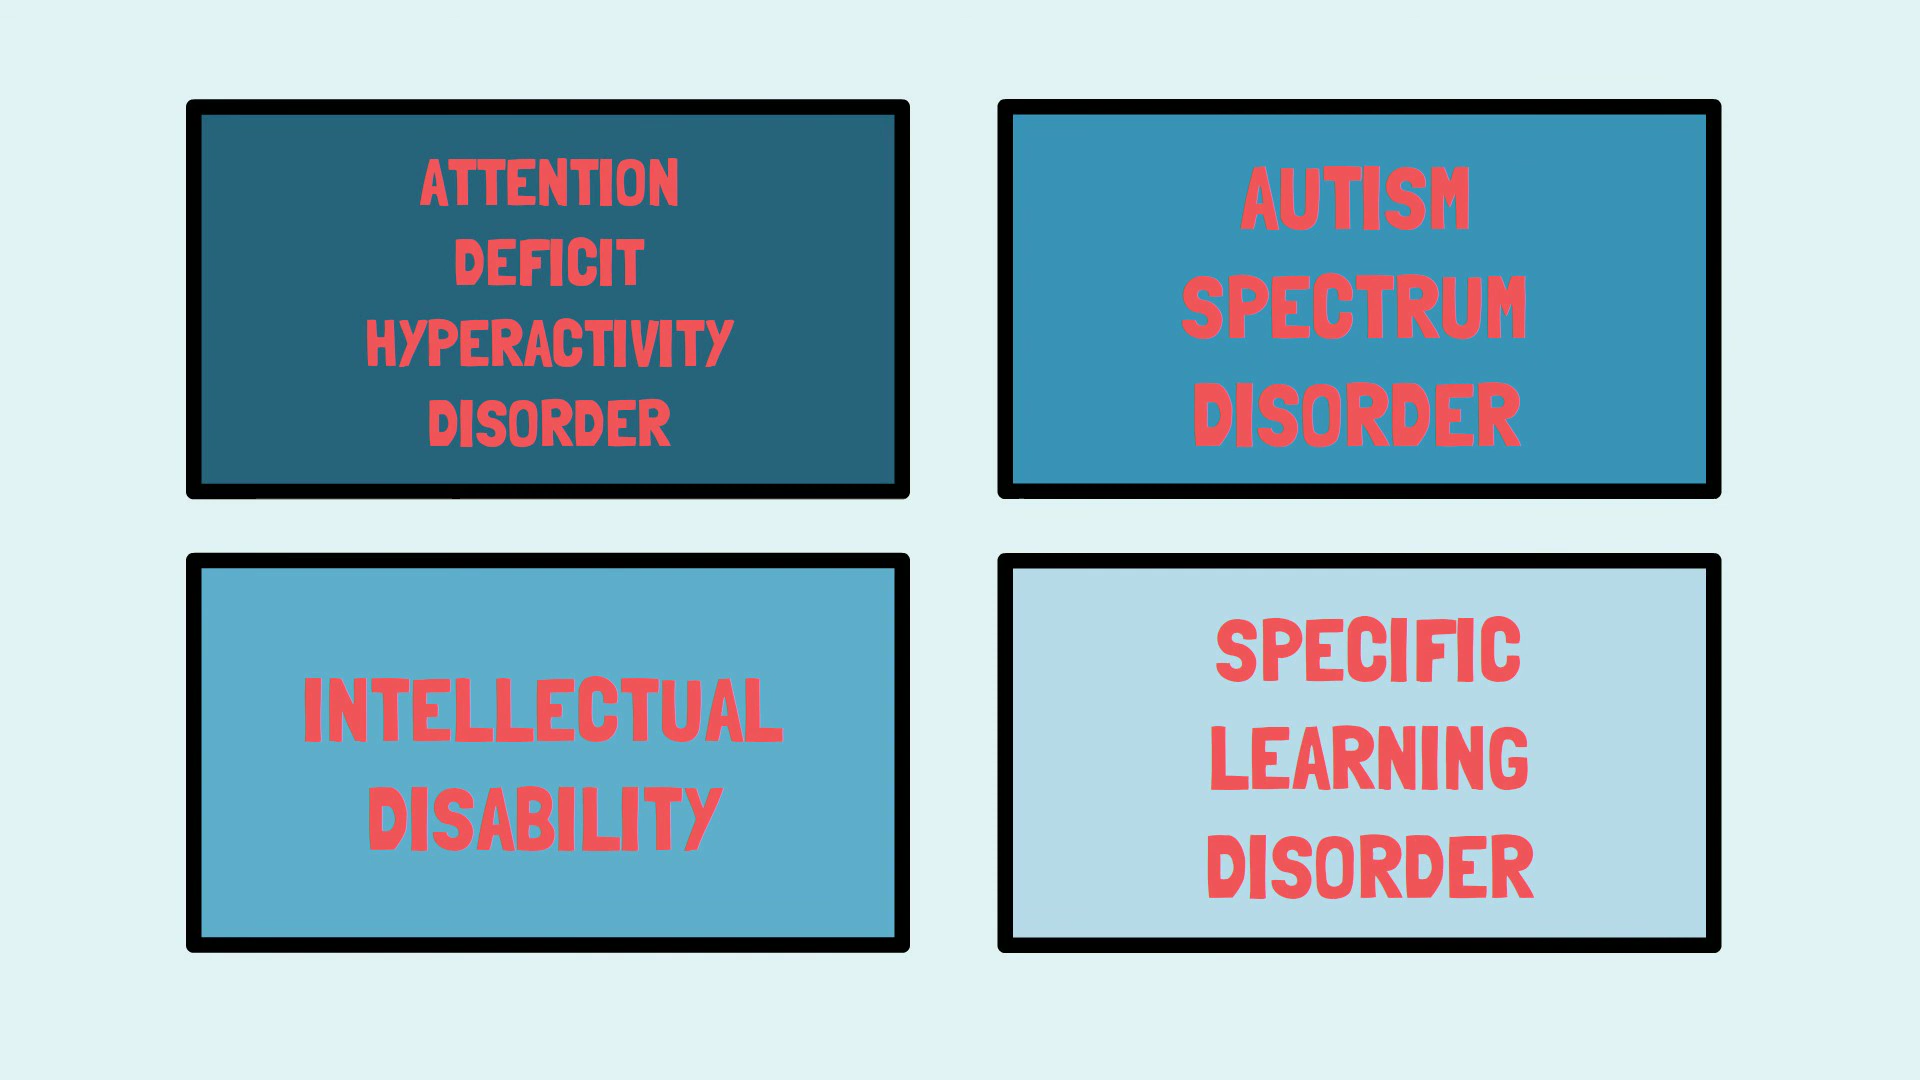 ATTENTION
DEFICIT
HYPERACTIVITY
DISORDER
AUTISM
SPECTRUM
DISORDER
INTELLECTUAL
DISABILITY
SPECIFIC
LEARNING
DISORDER